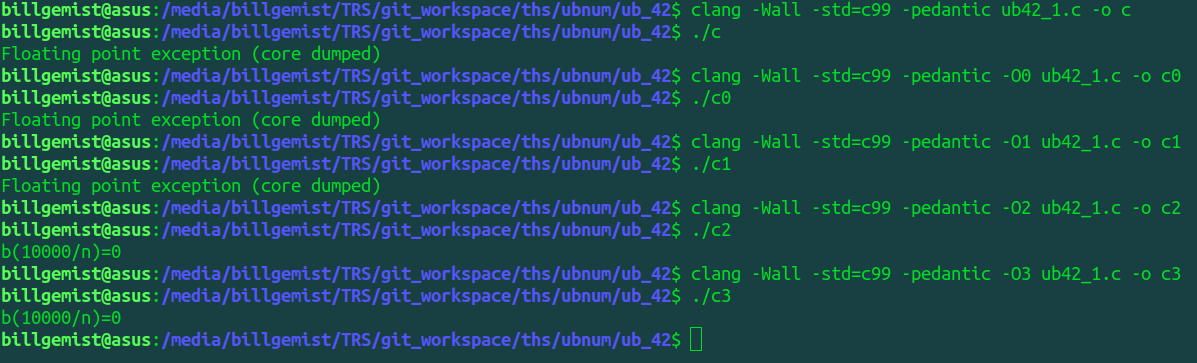 billgemist@asus:/media/billgemist/TRS/git_workspace/ths/ubnum/ub_42$ clang -Wall -std=c99 -pedantic ub42_1.c -o c
billgemist@asus:/media/billgemist/TRS/git_workspace/ths/ubnum/ub_42$ ./c
Floating point exception (core dumped)
billgemist@asus:/media/billgemist/TRS/git_workspace/ths/ubnum/ub_42$ clang -Wall -std=c99 -pedantic -O0 ub42_1.c -o c0
billgemist@asus:/media/billgemist/TRS/git_workspace/ths/ubnum/ub_42$ ./c0
Floating point exception (core dumped)
billgemist@asus:/media/billgemist/TRS/git_workspace/ths/ubnum/ub_42$ clang -Wall -std=c99 -pedantic -O1 ub42_1.c -o c1
billgemist@asus:/media/billgemist/TRS/git_workspace/ths/ubnum/ub_42$ ./c1
Floating point exception (core dumped)
billgemist@asus:/media/billgemist/TRS/git_workspace/ths/ubnum/ub_42$ clang -Wall -std=c99 -pedantic -O2 ub42_1.c -o c2
billgemist@asus:/media/billgemist/TRS/git_workspace/ths/ubnum/ub_42$ ./c2
b(10000/n)=0
billgemist@asus:/media/billgemist/TRS/git_workspace/ths/ubnum/ub_42$ clang -Wall -std=c99 -pedantic -O3 ub42_1.c -o c3
billgemist@asus:/media/billgemist/TRS/git_workspace/ths/ubnum/ub_42$ ./c3
b(10000/n)=0
billgemist@asus:/media/billgemist/TRS/git_workspace/ths/ubnum/ub_42$